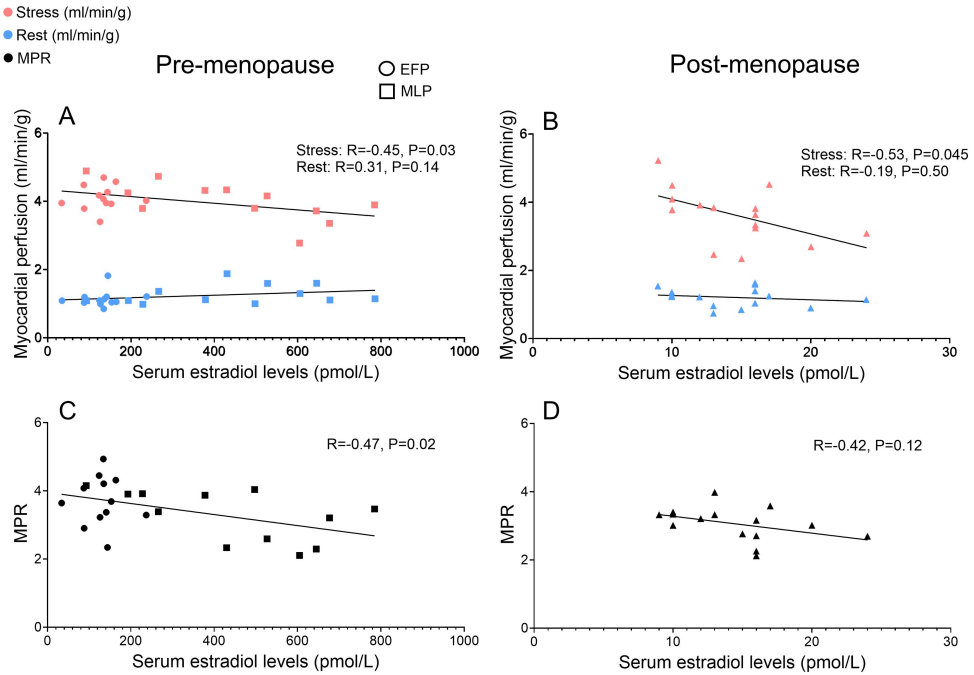 Stress (ml/min/g)
Rest (ml/min/g)
MPR
Pre-menopause
Post-menopause
EFP
MLP
A
Stress: R=-0.45, P=0.03
Rest: R=0.31, P=0.14
Myocardial perfusion (ml/min/g)
6
4
2
0
0
200
400
600
800
1000
Serum estradiol levels (pmol/L)
B
Stress: R=-0.53, P=0.045
Rest: R=-0.19, P=0.50
Myocardial perfusion (ml/min/g)
6
4
2
0
0
10
20
30
Serum estradiol levels (pmol/L)
C
R=-0.47, P=0.02
MPR
6
4
2
0
0
200
400
600
800
1000
Serum estradiol levels (pmol/L)
D
R=-0.42, P=0.12
MPR
6
4
2
0
0
10
20
30
Serum estradiol levels (pmol/L)